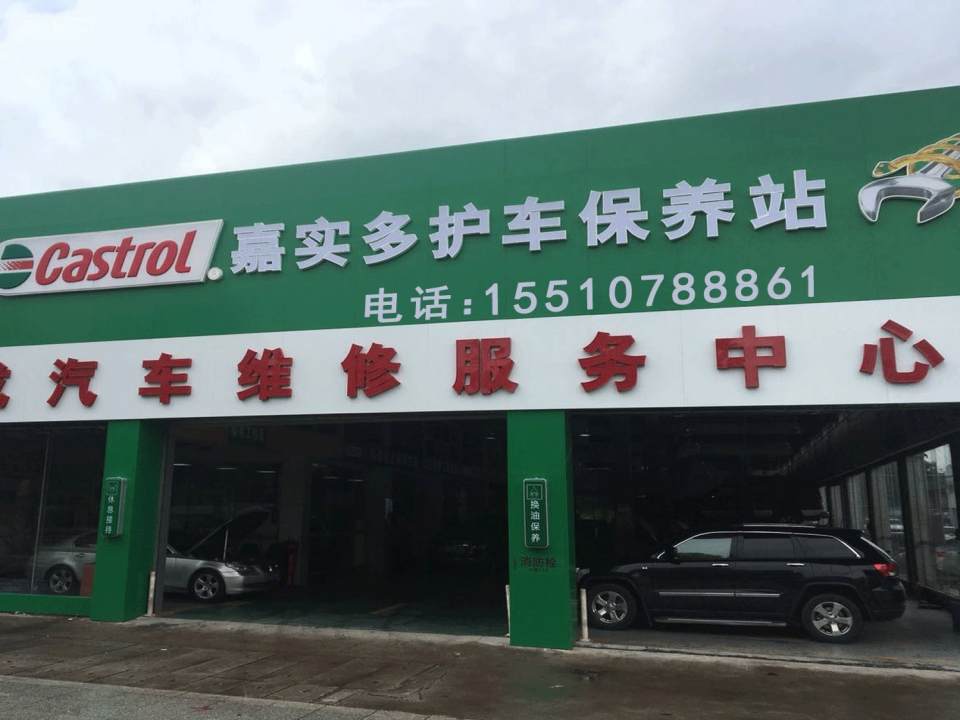 Castrol 嘉实多护车保养站
电话:15510788861
汽车维修服务中心
休息接待
换油保养
消防栓